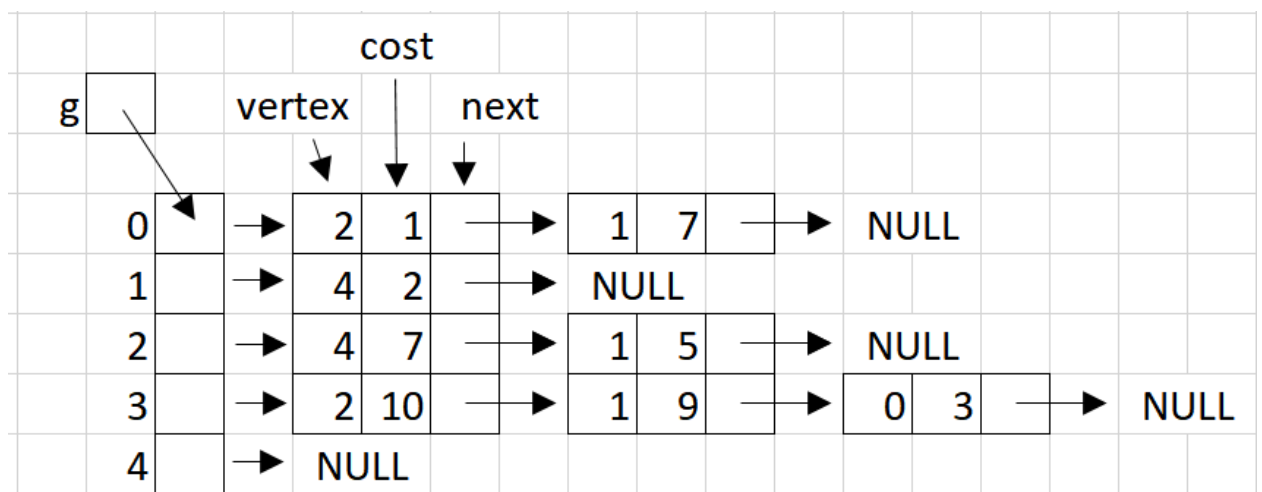 cost
g vertex next
0 2 1 1 7 NULL
1 4 2 NULL
2 4 7 1 5 NULL
3 2 10 1 9 0 3 NULL
4 NULL